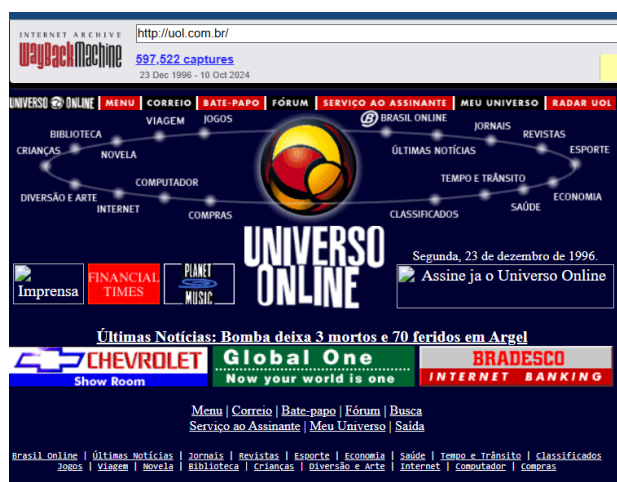 INTERNET ARCHIVE
WayBackMachine
http://uol.com.br/
597,522 captures
23 Dec 1996 - 10 Oct 2024
UNIVERSO ONLINE MENU CORREIO BATE-PAPO FÓRUM SERVIÇO AO ASSINANTE MEU UNIVERSO RADAR UOL
VIAGEM JOGOS B BRASIL ONLINE JORNAIS
BIBLIOTECA REVISTAS
CRIANÇAS NOVELA ÚLTIMAS NOTÍCIAS ESPORTE
COMPUTADOR TEMPO E TRÂNSITO
DIVERSÃO E ARTE ECONOMIA
INTERNET COMPRAS CLASSIFICADOS SAÚDE
UNIVERSO
ONLINE
Segunda, 23 de dezembro de 1996.
Imprensa
FINANCIAL
TIMES
PLANET
MUSIC
Assine ja o Universo Online
Últimas Notícias: Bomba deixa 3 mortos e 70 feridos em Argel
CHEVROLET
Show Room
Global One
Now your world is one
BRADESCO
INTERNET BANKING
Menu | Correio | Bate-papo | Fórum | Busca
Serviço ao Assinante | Meu Universo | Saída
Brasil Online | Últimas Notícias | Jornais | Revistas | Esporte | Economia | Saúde | Tempo e Trânsito | Classificados
Jogos | Viagem | Novela | Biblioteca | Crianças | Diversão e Arte | Internet | Computador | Compras